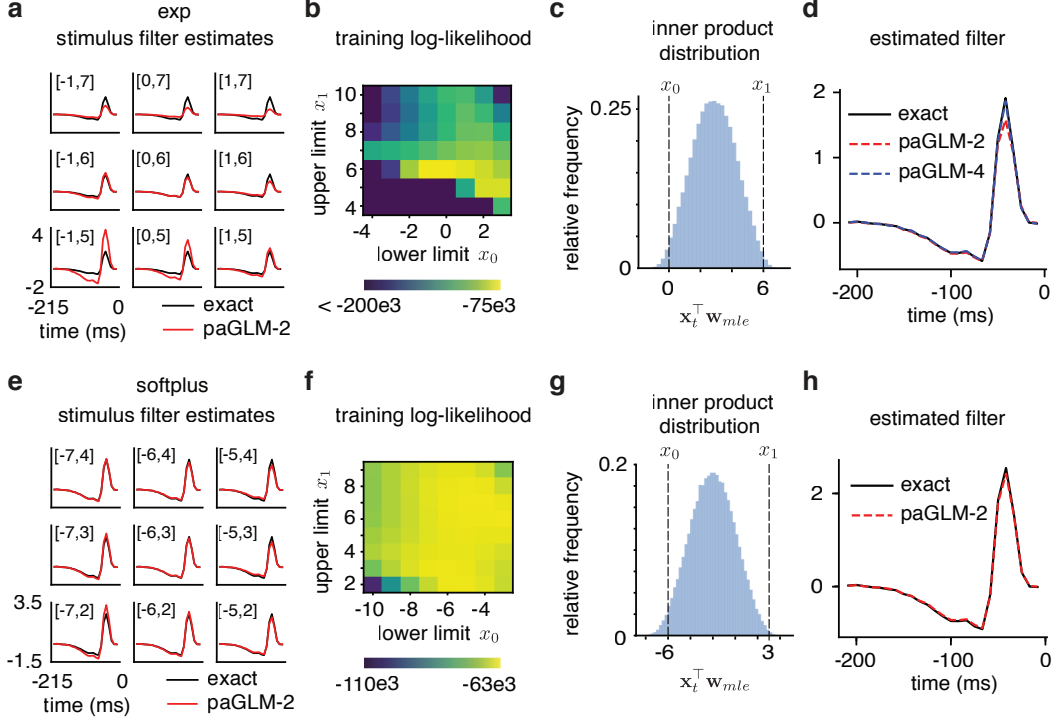 a
exp
stimulus filter estimates
[-1,7]
[0,7]
[1,7]
[-1,6]
[0,6]
[1,6]
[-1,5]
[0,5]
[1,5]
4
-2
-215
0
time (ms)
exact
paGLM-2
b
training log-likelihood
upper limit x₁
10
8
6
4
-4
-2
0
2
lower limit x₀
< -200e3
-75e3
c
inner product
distribution
x₀
x₁
relative frequency
0.25
0
0
6
𝐱ₜ⊤𝐰ₘₗₑ
d
estimated filter
2
1
0
exact
paGLM-2
paGLM-4
-200
-100
0
time (ms)
e
softplus
stimulus filter estimates
[-7,4]
[-6,4]
[-5,4]
[-7,3]
[-6,3]
[-5,3]
[-7,2]
[-6,2]
[-5,2]
3.5
-1.5
-215
0
time (ms)
exact
paGLM-2
f
training log-likelihood
upper limit x₁
8
6
4
2
-10
-8
-6
-4
lower limit x₀
-110e3
-63e3
g
inner product
distribution
x₀
x₁
relative frequency
0.2
0
-6
3
𝐱ₜ⊤𝐰ₘₗₑ
h
estimated filter
2
0
exact
paGLM-2
-200
-100
0
time (ms)